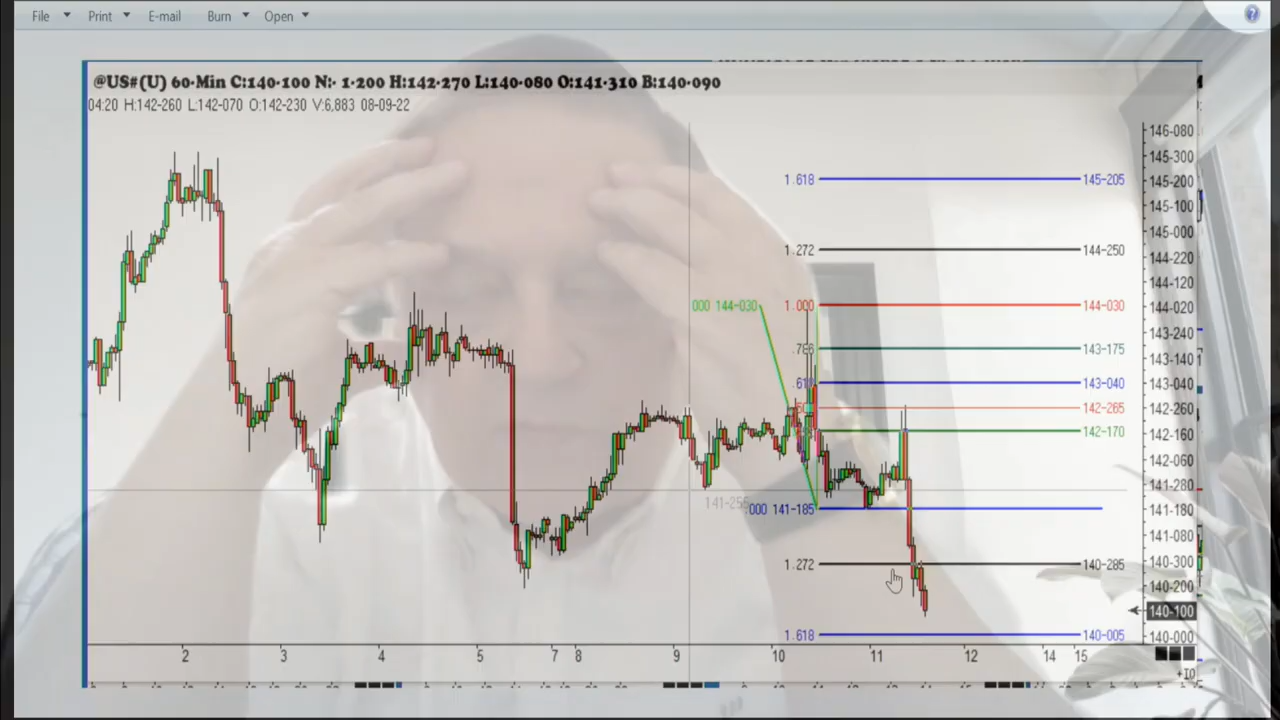 File Print E-mail Burn Open
@US#(U) 60-Min C:140-100 N:- 1-200 H:142-270 L:140-080 O:141-310 B:140-090
04:20 H:142-260 L:142-070 O:142-230 V:6,883 08-09-22
146-080
145-300
1.618 145-205 145-200
145-100
145-000
1.272 144-250
144-220
144-120
000 144-030 1.000 144-030 144-020
143-240
.786 143-175
143-140
143-040 143-040
142-265 142-260
142-170 142-160
142-060
141-280
000 141-185 141-180
141-080
1.272 140-285 140-300
140-200
140-100
1.618 140-005 140-000
2 3 4 5 7 8 9 10 11 12 14 15
+ID